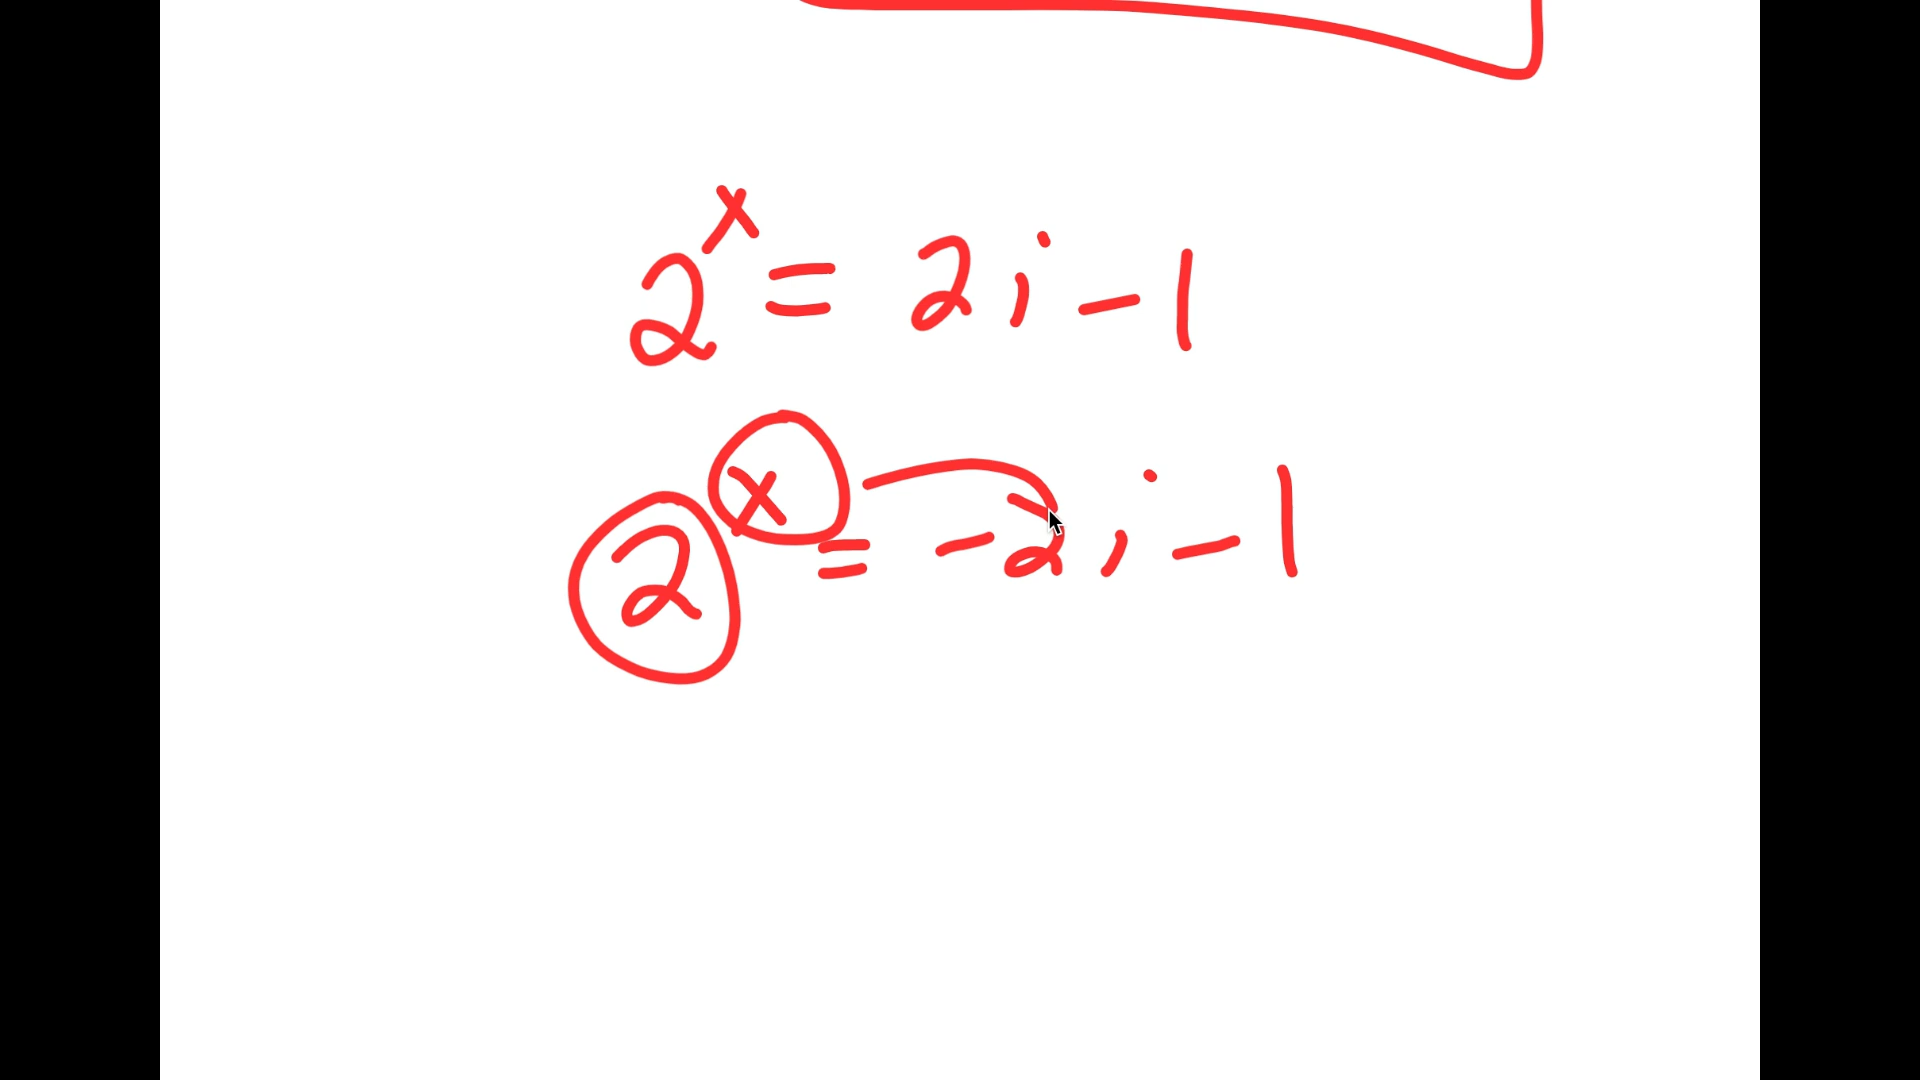 2^x = 2i - 1
2^x = -2i - 1